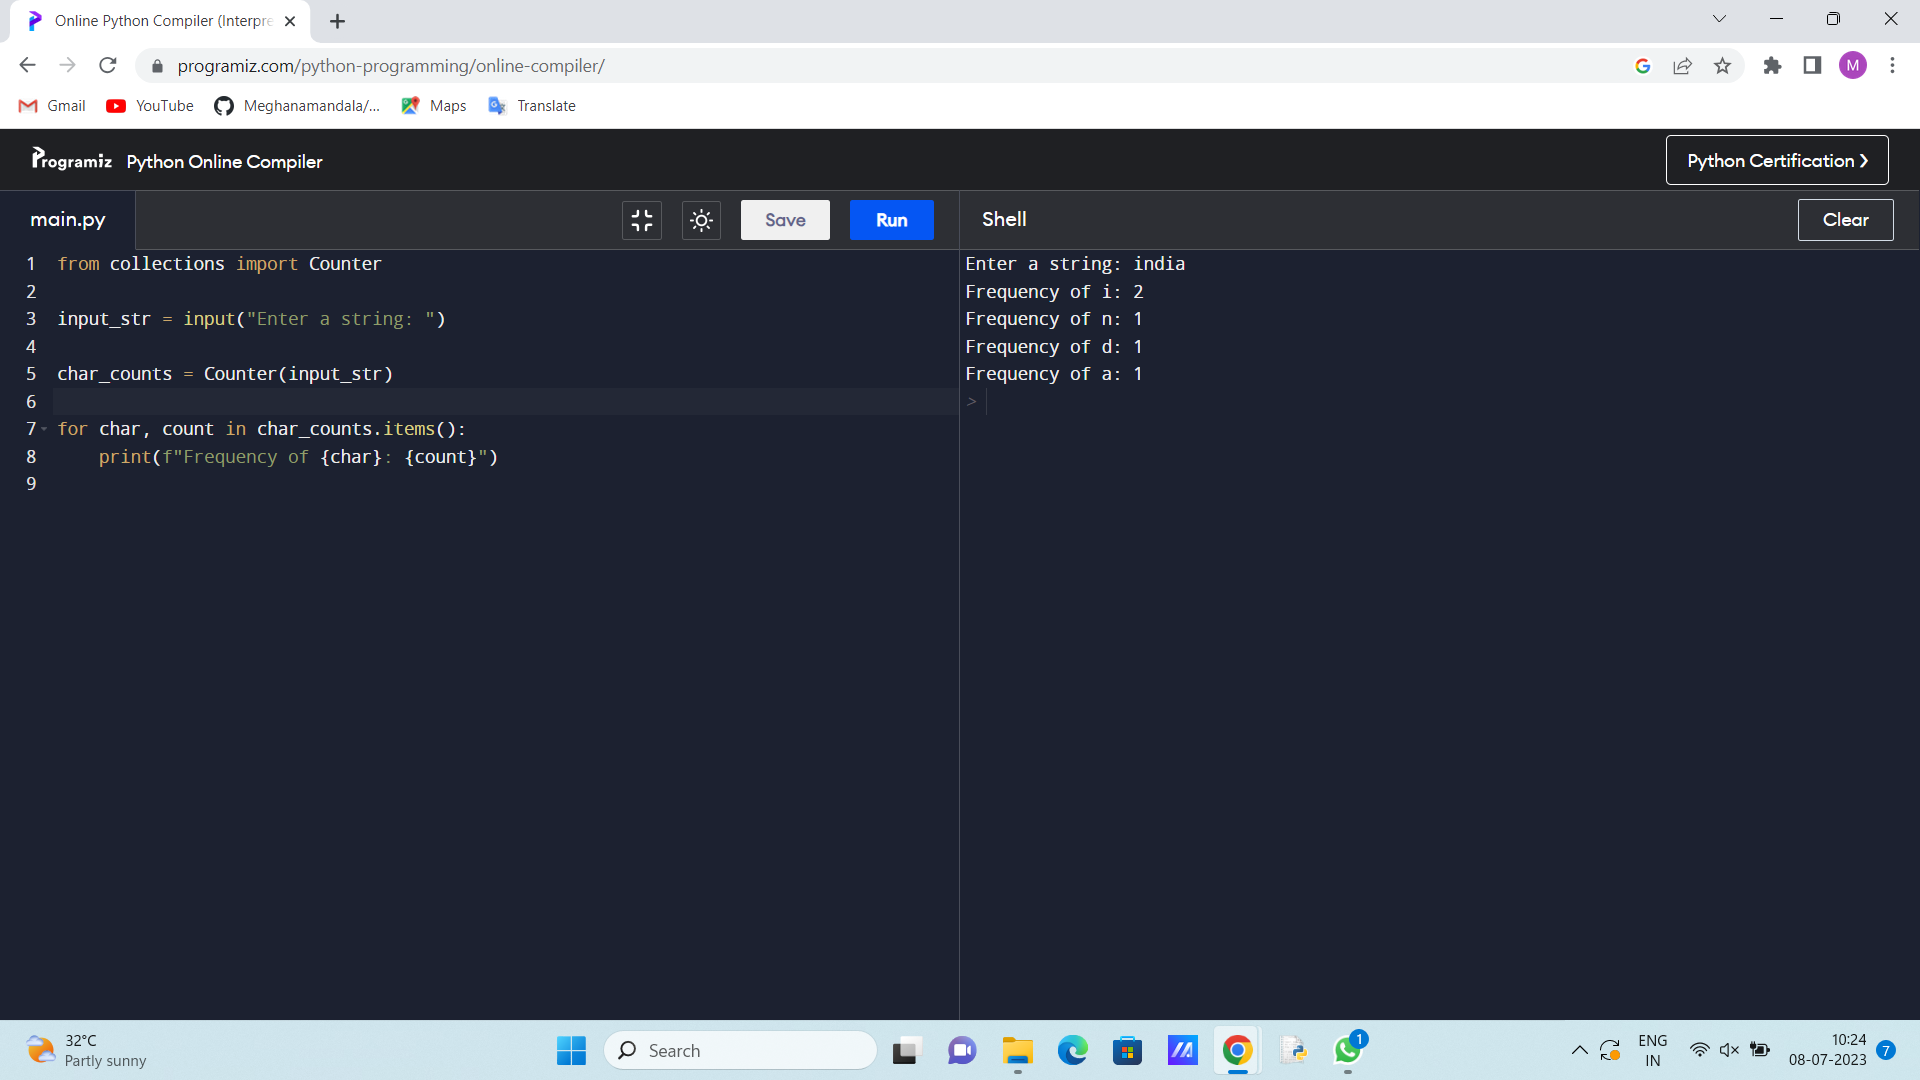 Online Python Compiler (Interpre
programiz.com/python-programming/online-compiler/
M
Gmail YouTube Meghanamandala/... Maps Translate
Programiz Python Online Compiler Python Certification
main.py Save Run Shell Clear
1 from collections import Counter
2
3 input_str = input("Enter a string: ")
4
5 char_counts = Counter(input_str)
6
7 for char, count in char_counts.items():
8     print(f"Frequency of {char}: {count}")
9
Enter a string: india
Frequency of i: 2
Frequency of n: 1
Frequency of d: 1
Frequency of a: 1
>
32°C
Partly sunny
Search
1
ENG
IN
10:24
08-07-2023
7